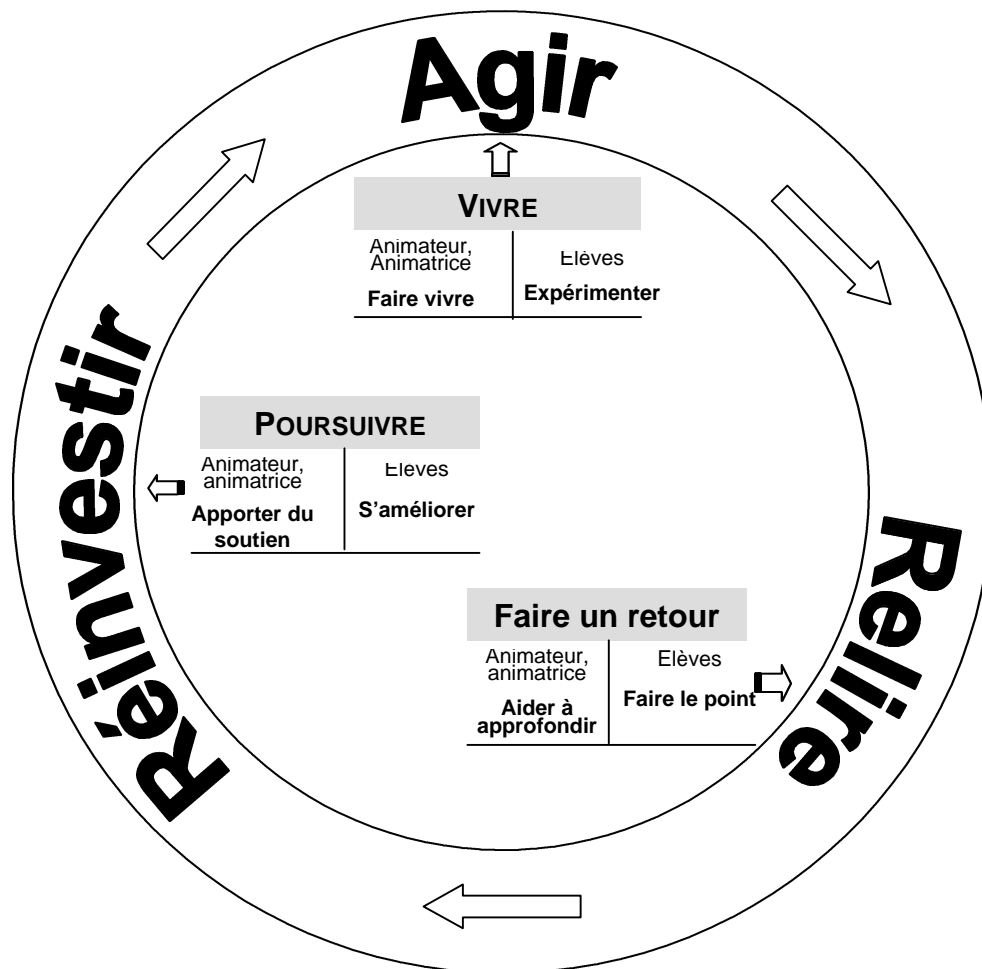 Agir
VIVRE
Animateur,
Animatrice
Faire vivre
Elèves
Expérimenter
Réinvestir
POURSUIVRE
Animateur,
animatrice
Apporter du
soutien
Elèves
S'améliorer
Relire
Faire un retour
Animateur,
animatrice
Aider à
approfondir
Elèves
Faire le point